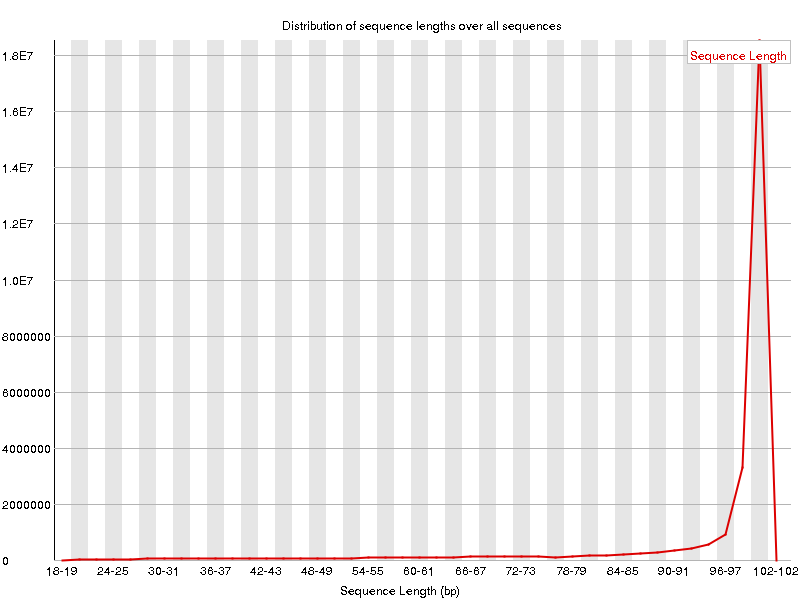 Distribution of sequence lengths over all sequences
Sequence Length
1.8E7
1.6E7
1.4E7
1.2E7
1.0E7
8000000
6000000
4000000
2000000
0
18-19 24-25 30-31 36-37 42-43 48-49 54-55 60-61 66-67 72-73 78-79 84-85 90-91 96-97 102-102
Sequence Length (bp)